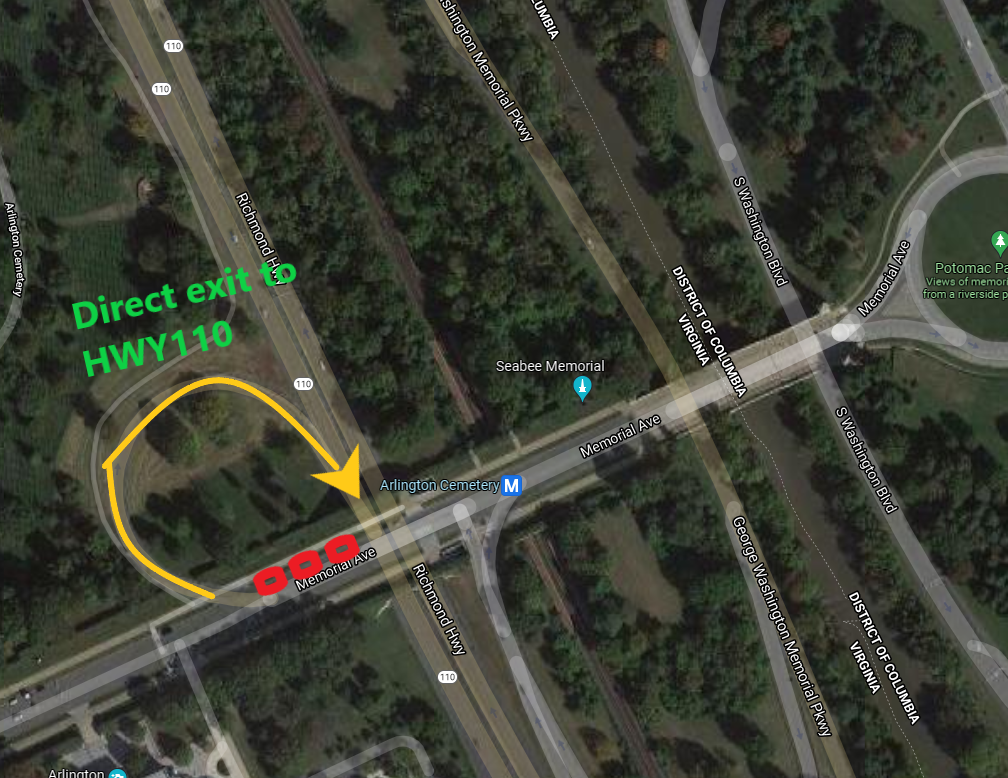 110
110
Washington Memorial Pkwy
COLUMBIA
Arlington Cemetery
Richmond Hwy
S Washington Blvd
Memorial Ave
Potomac Pa
Views of memori
from a riverside p
DISTRICT OF COLUMBIA
VIRGINIA
Direct exit to
HWY110
110
Seabee Memorial
Memorial Ave
S Washington Blvd
Arlington Cemetery M
Memorial Ave
Richmond Hwy
George Washington Memorial Pkwy
DISTRICT OF COLUMBIA
VIRGINIA
110
Arlington